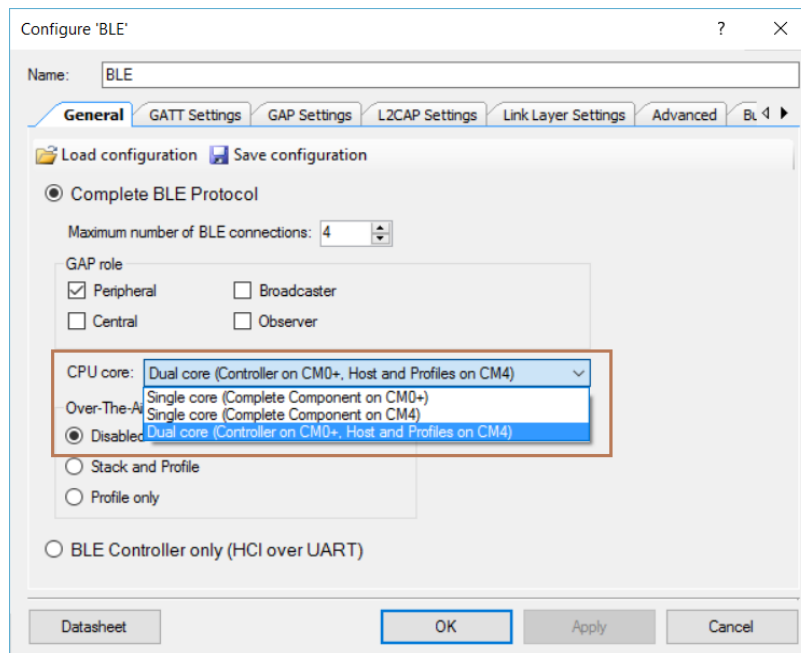 Configure 'BLE'
?
Name:
BLE
General
GATT Settings
GAP Settings
L2CAP Settings
Link Layer Settings
Advanced
Load configuration
Save configuration
Complete BLE Protocol
Maximum number of BLE connections:
4
GAP role
Peripheral
Broadcaster
Central
Observer
CPU core:
Dual core (Controller on CM0+, Host and Profiles on CM4)
Single core (Complete Component on CM0+)
Single core (Complete Component on CM4)
Over-The-Ai
Dual core (Controller on CM0+, Host and Profiles on CM4)
Disabled
Stack and Profile
Profile only
BLE Controller only (HCI over UART)
Datasheet
OK
Apply
Cancel